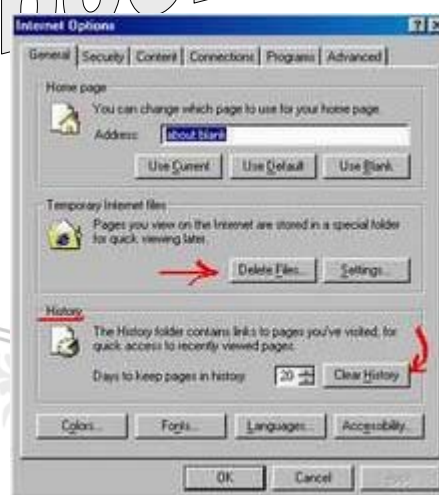 Internet Options
General Security Content Connections Programs Advanced
Home page
You can change which page to use for your home page.
Address: about:blank
Use Current Use Default Use Blank
Temporary Internet files
Pages you view on the Internet are stored in a special folder
for quick viewing later.
Delete Files... Settings...
History
The History folder contains links to pages you've visited, for
quick access to recently viewed pages.
Days to keep pages in history: 20 Clear History
Colors... Fonts... Languages... Accessibility...
OK Cancel